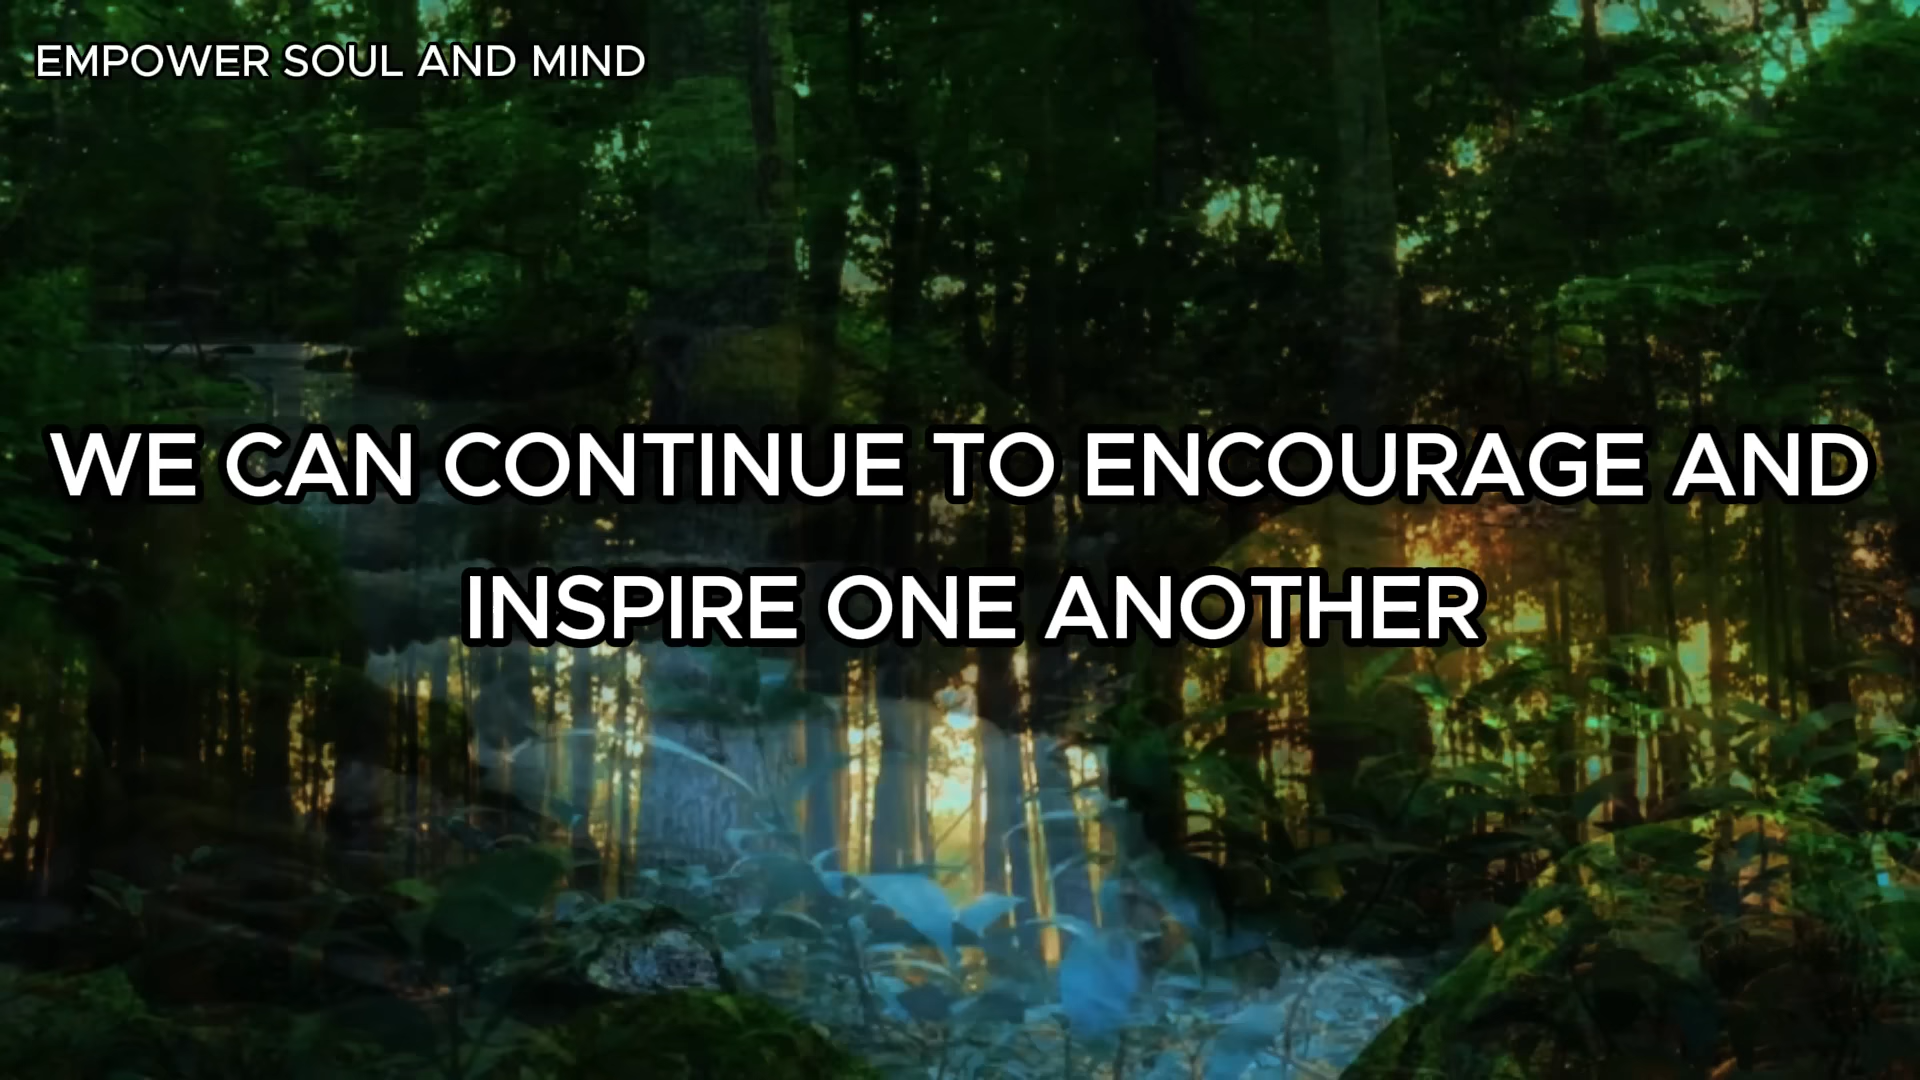 EMPOWER SOUL AND MIND
WE CAN CONTINUE TO ENCOURAGE AND
INSPIRE ONE ANOTHER